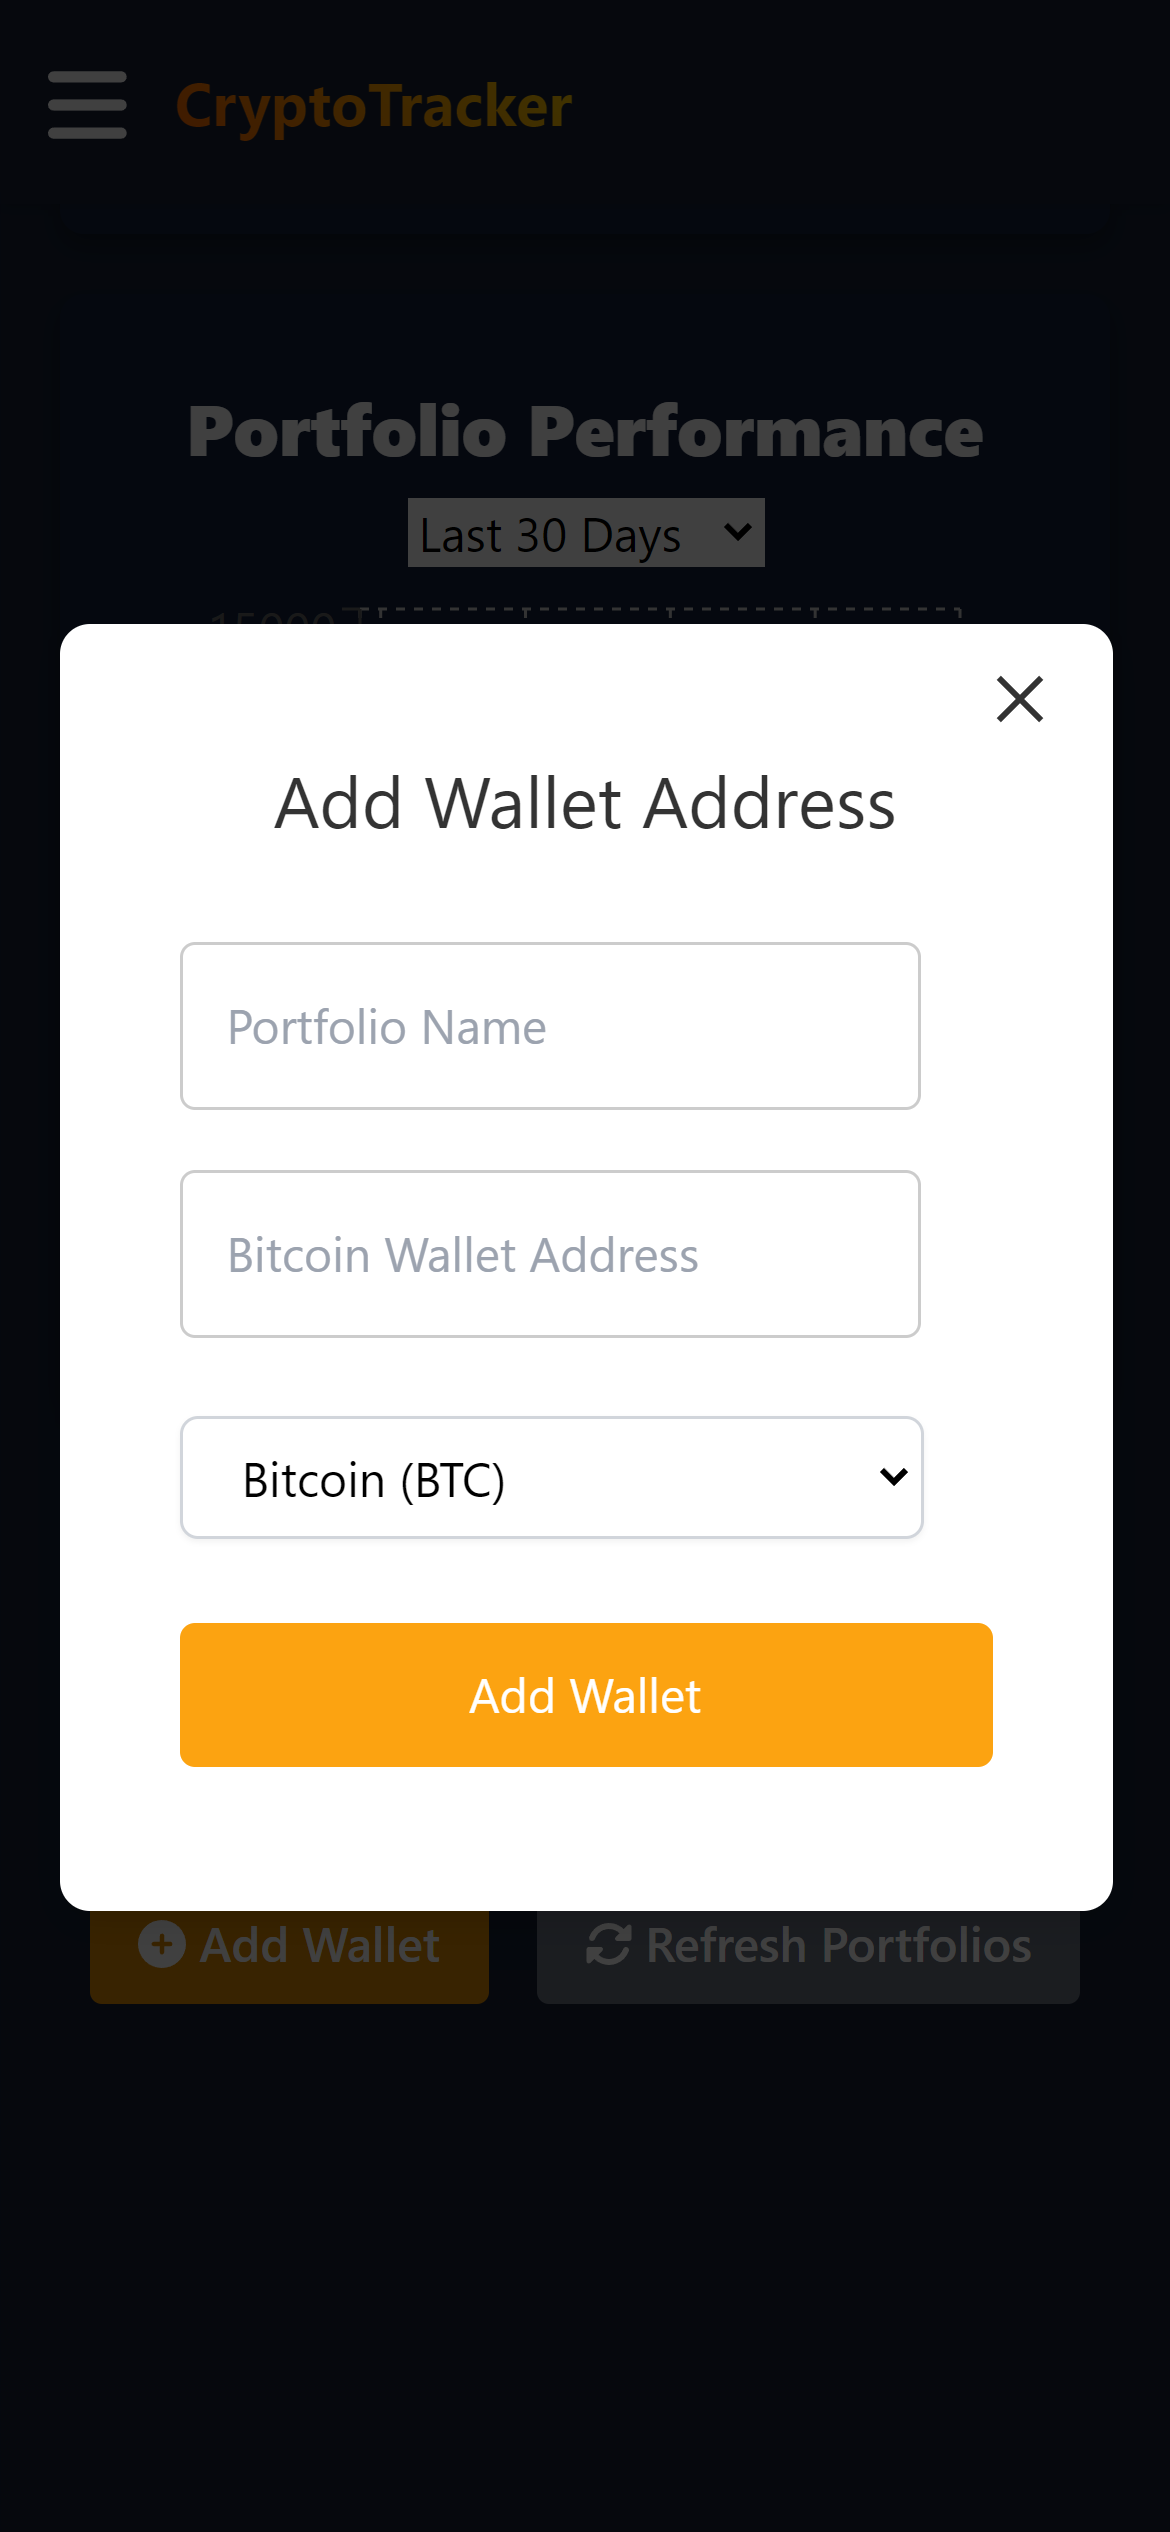 CryptoTracker
Portfolio Performance
Last 30 Days
15000
Add Wallet Address
Portfolio Name
Bitcoin Wallet Address
Bitcoin (BTC)
Add Wallet
Add Wallet
Refresh Portfolios